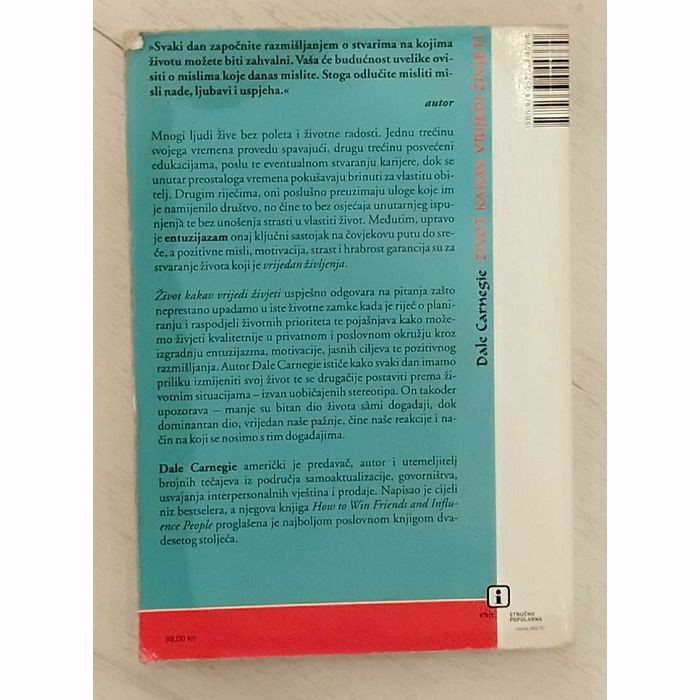 »Svaki dan započnite razmišljanjem o stvarima na kojima
životu možete biti zahvalni. Vaša će budućnost uvelike ovi-
siti o mislima koje danas mislite. Stoga odlučite misliti mi-
sli nade, ljubavi i uspjeha.«
autor
Mnogi ljudi žive bez poleta i životne radosti. Jednu trećinu
svojega vremena provedu spavajući, drugu trećinu posvećeni
edukacijama, poslu te eventualnom stvaranju karijere, dok se
unutar preostaloga vremena pokušavaju brinuti za vlastitu obi-
telj. Drugim riječima, oni poslušno preuzimaju uloge koje im
je namijenilo društvo, no čine to bez osjećaja unutarnjeg ispu-
njenja te bez unošenja strasti u vlastiti život. Međutim, upravo
je entuzijazam onaj ključni sastojak na čovjekovu putu do sre-
će, a pozitivne misli, motivacija, strast i hrabrost garancija su za
stvaranje života koji je vrijedan življenja.
Život kakav vrijedi živjeti uspješno odgovara na pitanja zašto
neprestano upadamo u iste životne zamke kada je riječ o plani-
ranju i raspodjeli životnih prioriteta te pojašnjava kako može-
mo živjeti kvalitetnije u privatnom i poslovnom okružju kroz
izgradnju entuzijazma, motivacije, jasnih ciljeva te pozitivnog
razmišljanja. Autor Dale Carnegie ističe kako svaki dan imamo
priliku izmijeniti svoj život te se drugačije postaviti prema ži-
votnim situacijama – izvan uobičajenih stereotipa. On također
upozorava – manje su bitan dio života sâmi događaji, dok
dominantan dio, vrijedan naše pažnje, čine naše reakcije i na-
čin na koji se nosimo s tim događajima.
Dale Carnegie američki je predavač, autor i utemeljitelj
brojnih tečajeva iz područja samoaktualizacije, govorništva,
usvajanja interpersonalnih vještina i prodaje. Napisao je cijeli
niz bestselera, a njegova knjiga How to Win Friends and Influ-
ence People proglašena je najboljom poslovnom knjigom dva-
desetog stoljeća.
99,00 kn
Dale Carnegie ŽIVOT KAKAV VRIJEDI ŽIVJETI
i
vbz
STRUČNO
POPULARNA
www.vbz.hr